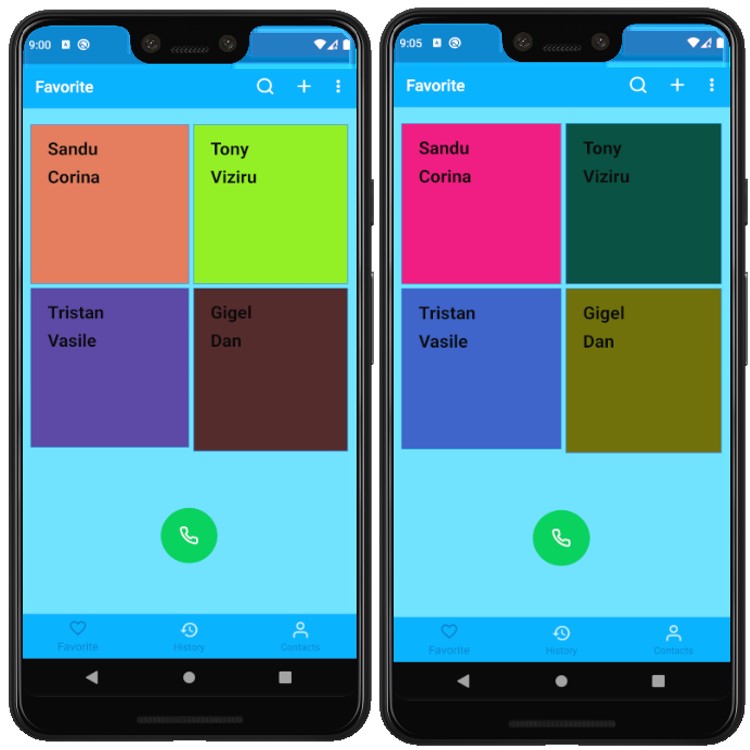 9:00
Favorite
Sandu
Corina
Tony
Viziru
Tristan
Vasile
Gigel
Dan
Favorite
History
Contacts
9:05
Favorite
Sandu
Corina
Tony
Viziru
Tristan
Vasile
Gigel
Dan
Favorite
History
Contacts